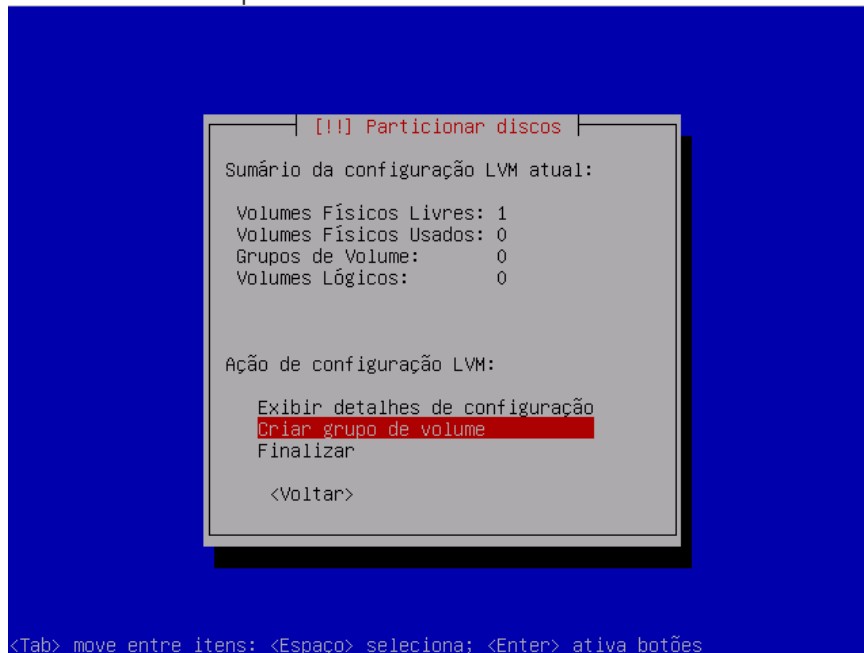 [!!] Particionar discos
Sumário da configuração LVM atual:
Volumes Físicos Livres: 1
Volumes Físicos Usados: 0
Grupos de Volume: 0
Volumes Lógicos: 0
Ação de configuração LVM:
Exibir detalhes de configuração
Criar grupo de volume
Finalizar
<Voltar>
<Tab> move entre itens: <Espaço> seleciona; <Enter> ativa botões